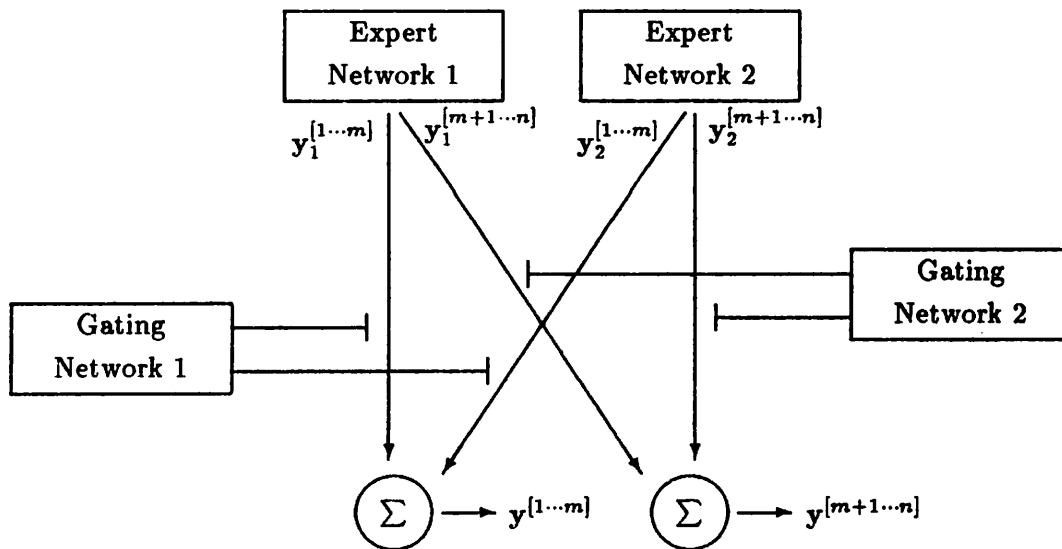 Expert
Network 1
Expert
Network 2
y₁^[1⋯m]
y₁^[m+1⋯n]
y₂^[1⋯m]
y₂^[m+1⋯n]
Gating
Network 2
Gating
Network 1
Σ
y^[1⋯m]
Σ
y^[m+1⋯n]